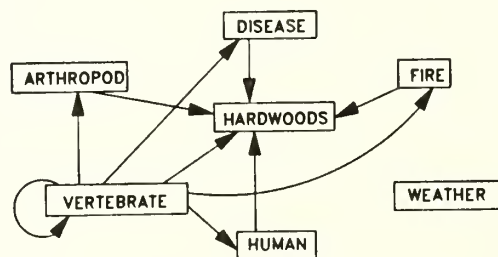 DISEASE
ARTHROPOD
FIRE
HARDWOODS
VERTEBRATE
WEATHER
HUMAN